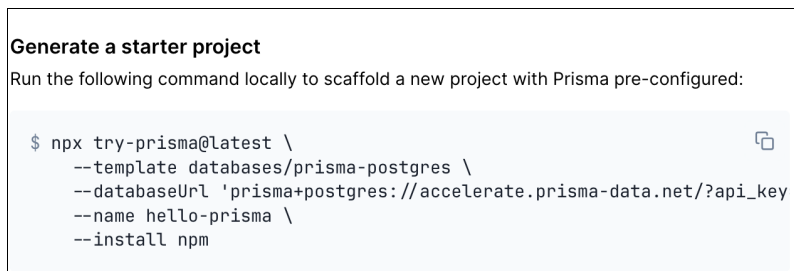 Generate a starter project
Run the following command locally to scaffold a new project with Prisma pre-configured:
$ npx try-prisma@latest \
--template databases/prisma-postgres \
--databaseUrl 'prisma+postgres://accelerate.prisma-data.net/?api_key
--name hello-prisma \
--install npm